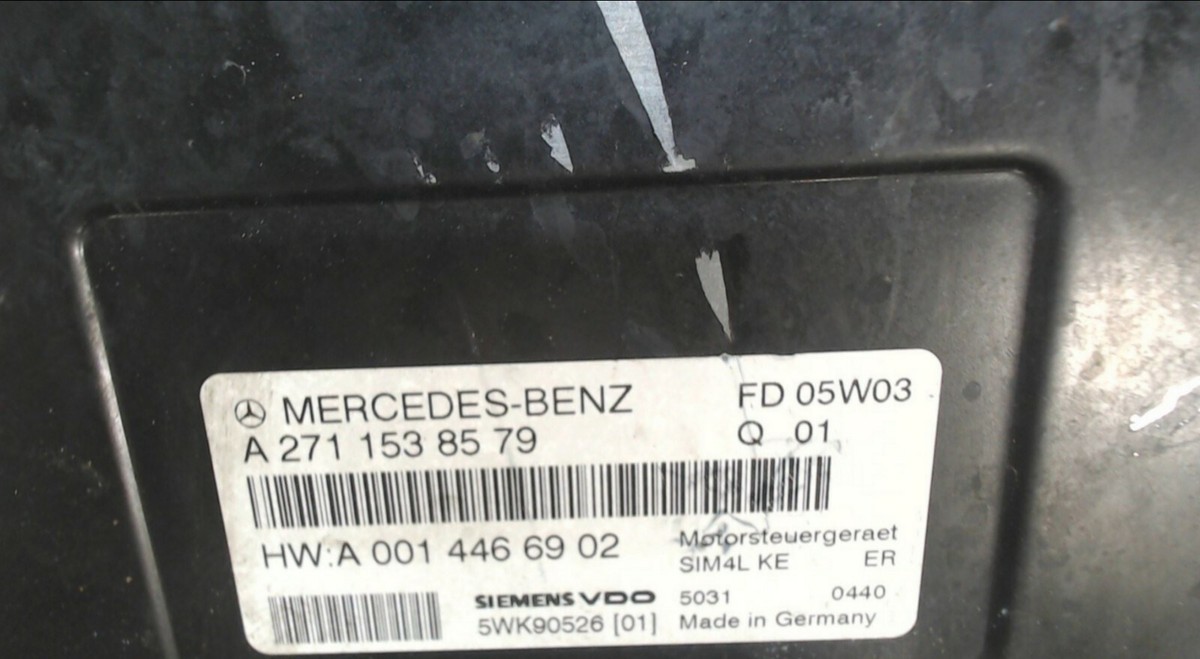 MERCEDES-BENZ FD 05W03
A 271 153 85 79 Q 01
HW:A 001 446 69 02 Motorsteuergeraet
SIM4L KE ER
SIEMENS VDO 5031 0440
5WK90526 [01] Made in Germany